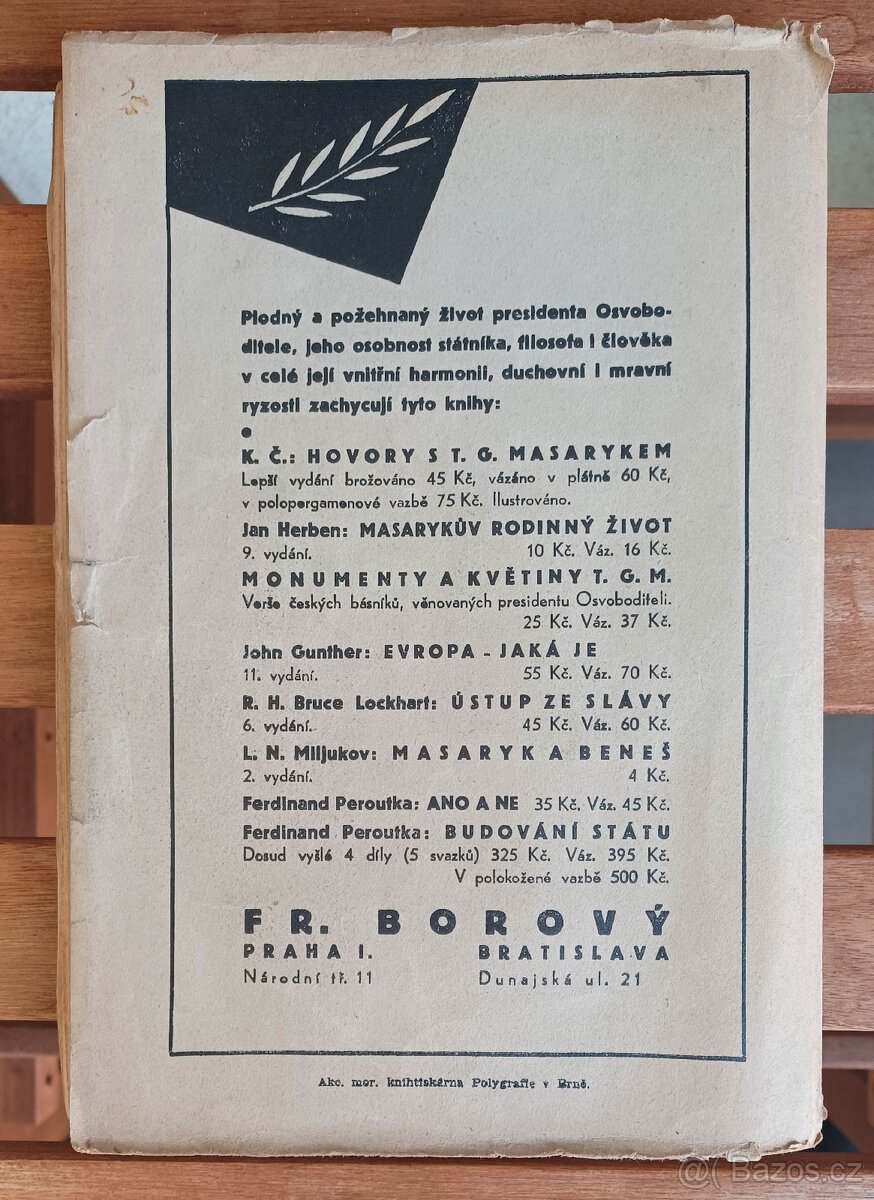 Plodný a požehnaný život presidenta Osvobo-
ditele, jeho osobnost státníka, filosofa i člověka
v celé její vnitřní harmonii, duchovní i mravní
ryzosti zachycují tyto knihy:
K. Č.: HOVORY S T. G. MASARYKEM
Lepší vydání brožováno 45 Kč, vázáno v plátně 60 Kč,
v polopergamenové vazbě 75 Kč. Ilustrováno.
Jan Herben: MASARYKŮV RODINNÝ ŽIVOT
9. vydání. 10 Kč. Váz. 16 Kč.
MONUMENTY A KVĚTINY T. G. M.
Verše českých básníků, věnovaných presidentu Osvoboditeli.
25 Kč. Váz. 37 Kč.
John Gunther: EVROPA - JAKÁ JE
11. vydání. 55 Kč. Váz. 70 Kč.
R. H. Bruce Lockhart: ÚSTUP ZE SLÁVY
6. vydání. 45 Kč. Váz. 60 Kč.
L. N. Miljukov: MASARYK A BENEŠ
2. vydání. 4 Kč.
Ferdinand Peroutka: ANO A NE 35 Kč. Váz. 45 Kč.
Ferdinand Peroutka: BUDOVÁNÍ STÁTU
Dosud vyšlé 4 díly (5 svazků) 325 Kč. Váz. 395 Kč.
V polokožené vazbě 500 Kč.
FR. BOROVÝ
PRAHA I. BRATISLAVA
Národní tř. 11 Dunajská ul. 21
Akc. mor. knihtiskárna Polygrafie v Brně.
@( Bazos.cz